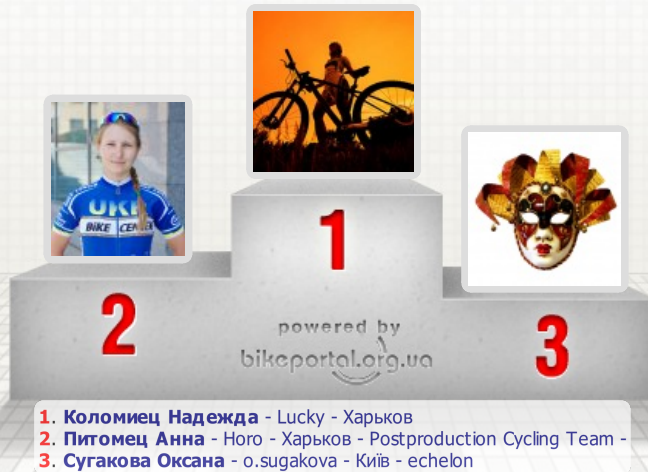 UKR
BiKE CENTER
1
2
3
powered by
bikeportal.org.ua
1. Коломиец Надежда - Lucky - Харьков
2. Питомец Анна - Horo - Харьков - Postproduction Cycling Team -
3. Сугакова Оксана - o.sugakova - Київ - echelon